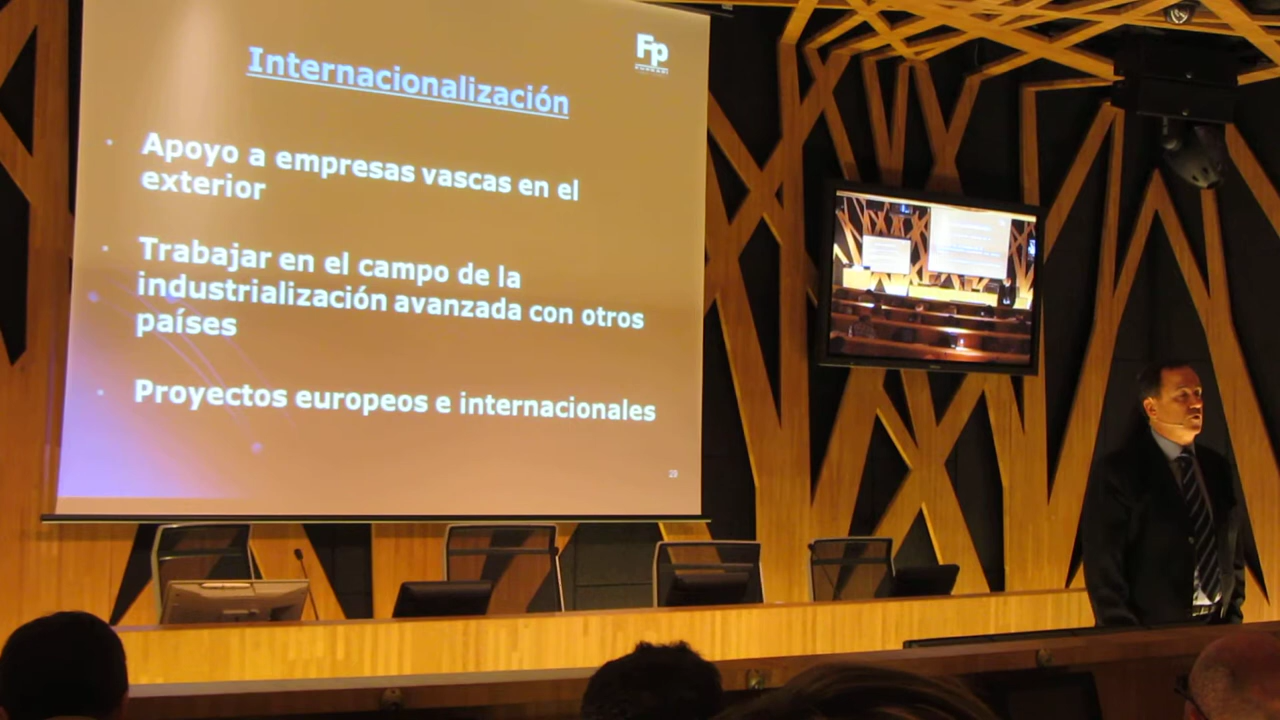 Fp
Internacionalización
Apoyo a empresas vascas en el
exterior
Trabajar en el campo de la
industrialización avanzada con otros
países
Proyectos europeos e internacionales